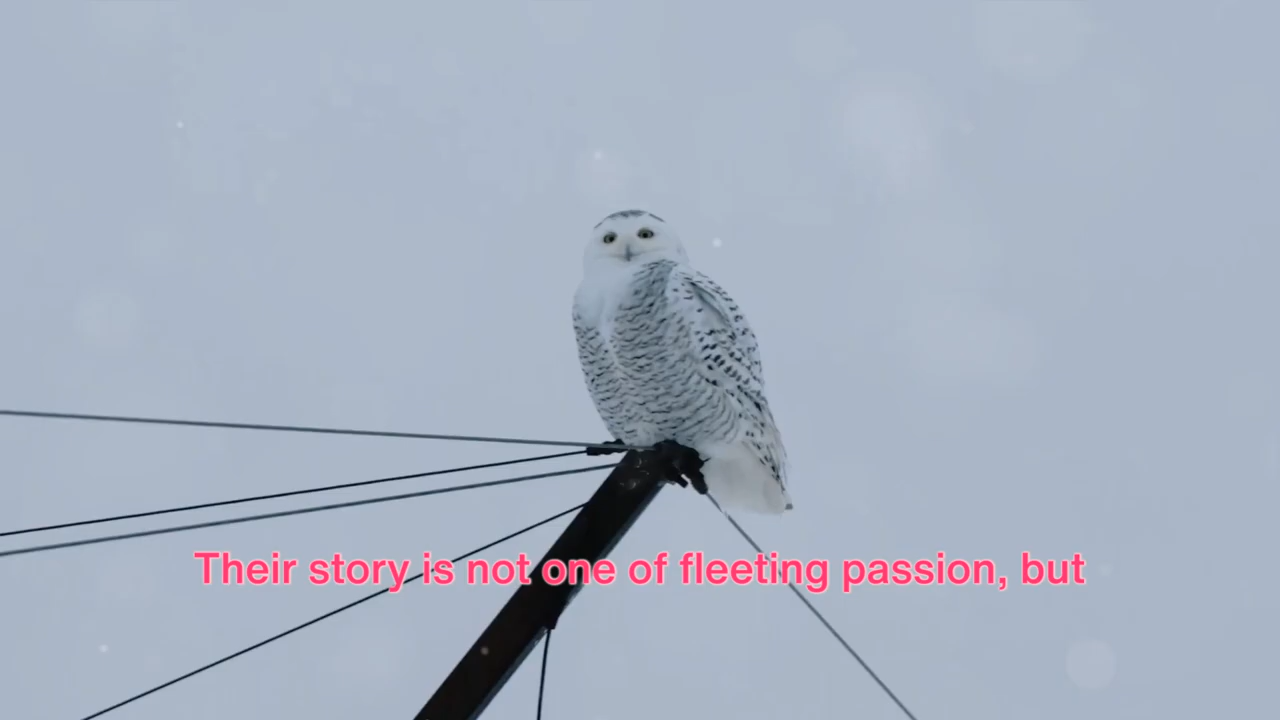 Their story is not one of fleeting passion, but